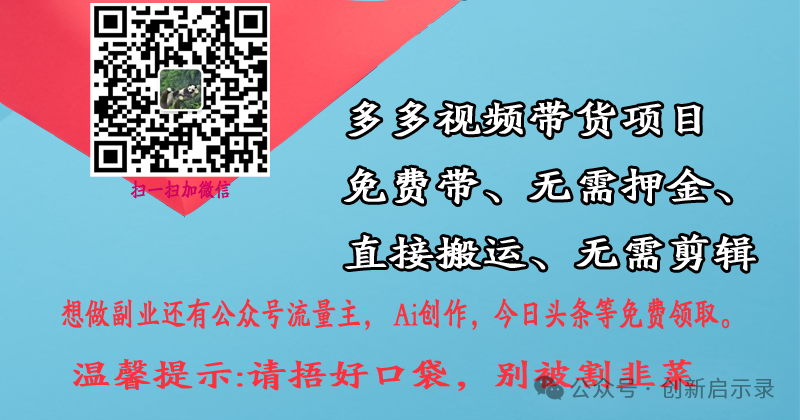 扫一扫加微信
多多视频带货项目
免费带、无需押金、
直接搬运、无需剪辑
想做副业还有公众号流量主，Ai创作，今日头条等免费领取。
温馨提示:请捂好口袋，别被割韭菜
公众号·创新启示录